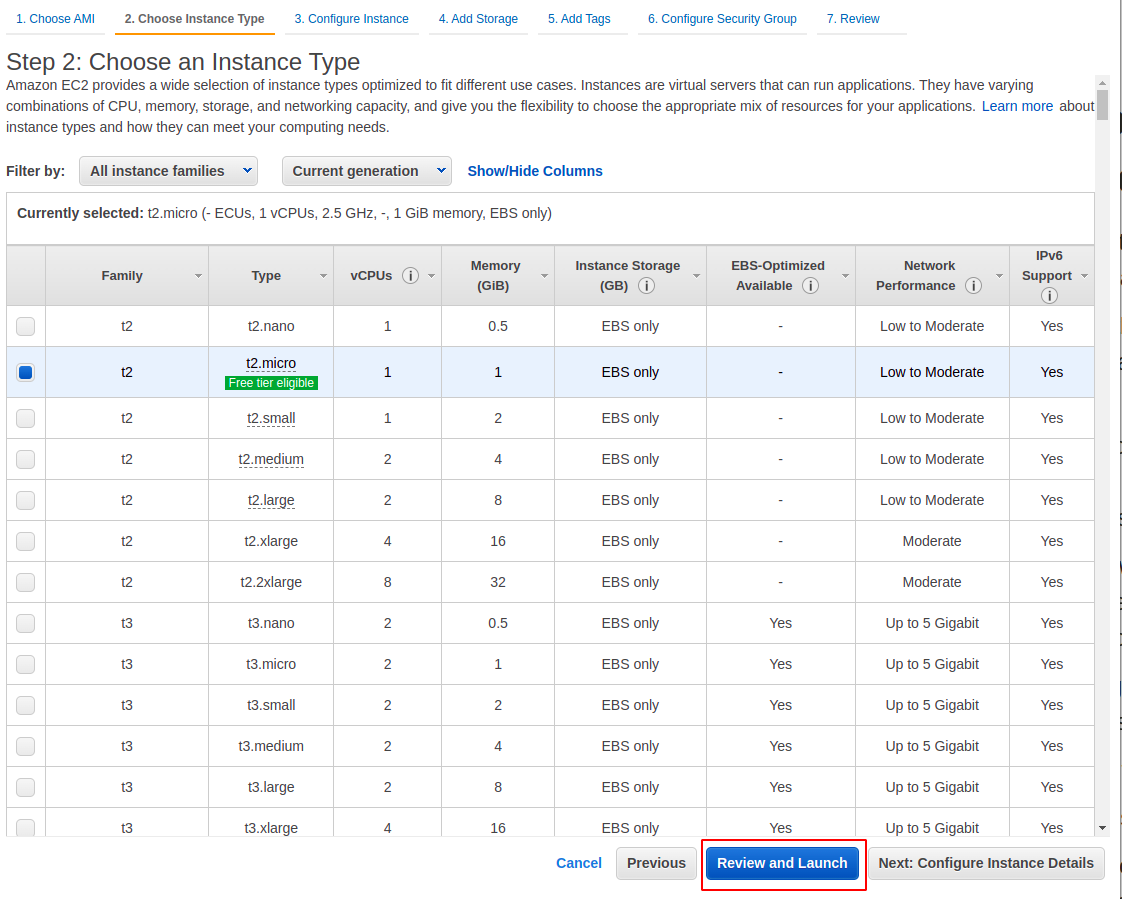 1. Choose AMI 2. Choose Instance Type 3. Configure Instance 4. Add Storage 5. Add Tags 6. Configure Security Group 7. Review
Step 2: Choose an Instance Type
Amazon EC2 provides a wide selection of instance types optimized to fit different use cases. Instances are virtual servers that can run applications. They have varying
combinations of CPU, memory, storage, and networking capacity, and give you the flexibility to choose the appropriate mix of resources for your applications. Learn more about
instance types and how they can meet your computing needs.
Filter by: All instance families Current generation Show/Hide Columns
Currently selected: t2.micro (- ECUs, 1 vCPUs, 2.5 GHz, -, 1 GiB memory, EBS only)
Family Type vCPUs i Memory (GiB) Instance Storage (GB) i EBS-Optimized Available i Network Performance i IPv6 Support i
t2 t2.nano 1 0.5 EBS only - Low to Moderate Yes
t2 t2.micro Free tier eligible 1 1 EBS only - Low to Moderate Yes
t2 t2.small 1 2 EBS only - Low to Moderate Yes
t2 t2.medium 2 4 EBS only - Low to Moderate Yes
t2 t2.large 2 8 EBS only - Low to Moderate Yes
t2 t2.xlarge 4 16 EBS only - Moderate Yes
t2 t2.2xlarge 8 32 EBS only - Moderate Yes
t3 t3.nano 2 0.5 EBS only Yes Up to 5 Gigabit Yes
t3 t3.micro 2 1 EBS only Yes Up to 5 Gigabit Yes
t3 t3.small 2 2 EBS only Yes Up to 5 Gigabit Yes
t3 t3.medium 2 4 EBS only Yes Up to 5 Gigabit Yes
t3 t3.large 2 8 EBS only Yes Up to 5 Gigabit Yes
t3 t3.xlarge 4 16 EBS only Yes Up to 5 Gigabit Yes
Cancel Previous Review and Launch Next: Configure Instance Details